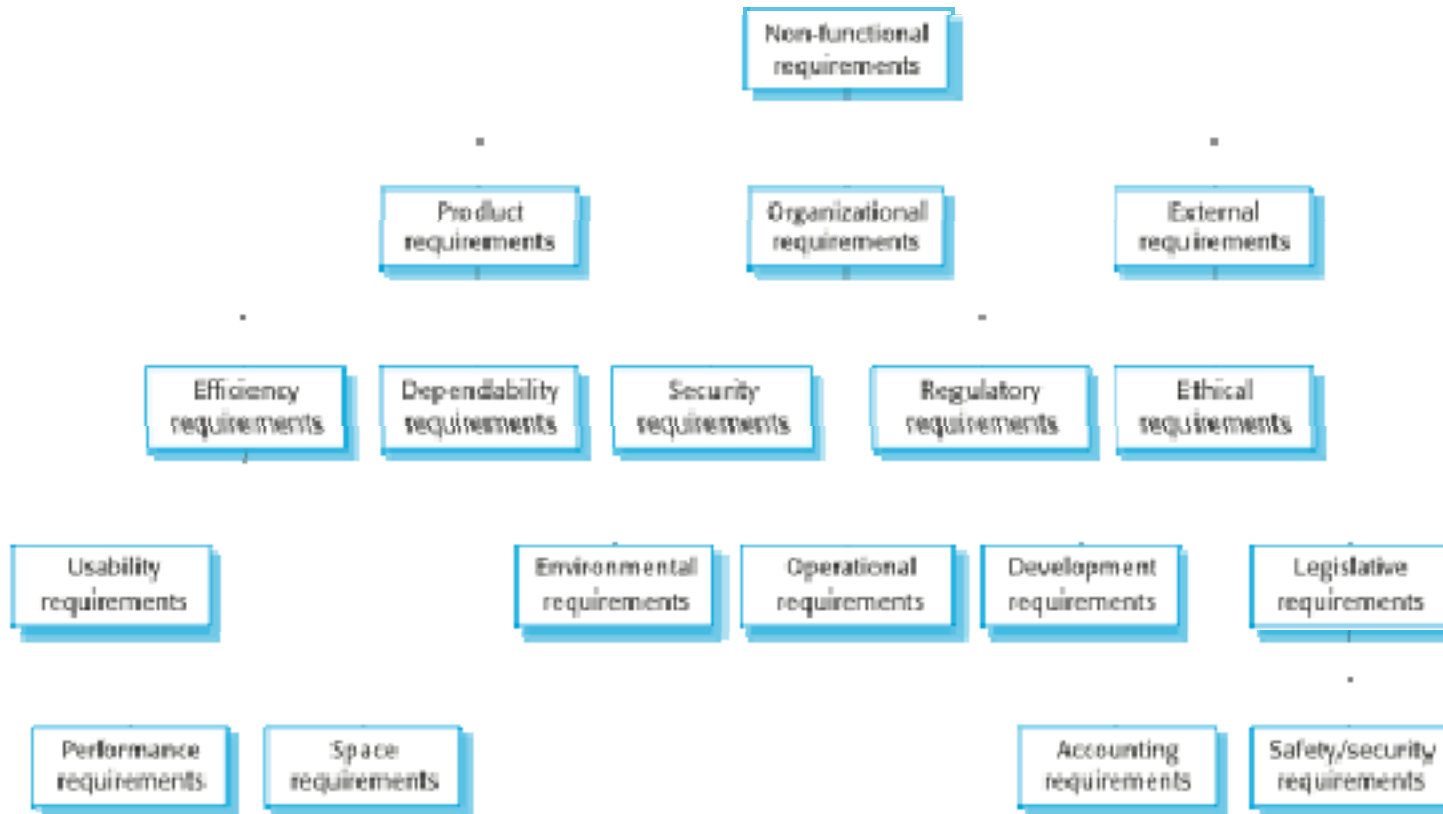 Non-functional
requirements
Product
requirements
Organizational
requirements
External
requirements
Efficiency
requirements
Dependability
requirements
Security
requirements
Regulatory
requirements
Ethical
requirements
Usability
requirements
Environmental
requirements
Operational
requirements
Development
requirements
Legislative
requirements
Performance
requirements
Space
requirements
Accounting
requirements
Safety/security
requirements